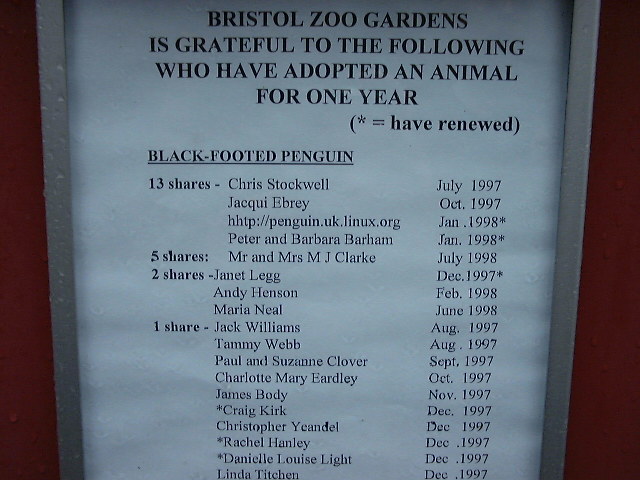 BRISTOL ZOO GARDENS
IS GRATEFUL TO THE FOLLOWING
WHO HAVE ADOPTED AN ANIMAL
FOR ONE YEAR
(* = have renewed)
BLACK-FOOTED PENGUIN
13 shares - Chris Stockwell July 1997
Jacqui Ebrey Oct. 1997
hhtp://penguin.uk.linux.org Jan .1998*
Peter and Barbara Barham Jan. 1998*
5 shares: Mr and Mrs M J Clarke July 1998
2 shares -Janet Legg Dec.1997*
Andy Henson Feb. 1998
Maria Neal June 1998
1 share - Jack Williams Aug. 1997
Tammy Webb Aug . 1997
Paul and Suzanne Clover Sept. 1997
Charlotte Mary Eardley Oct. 1997
James Body Nov. 1997
*Craig Kirk Dec. 1997
Christopher Yeandel Dec 1997
*Rachel Hanley Dec .1997
*Danielle Louise Light Dec .1997
Linda Titchen Dec .1997